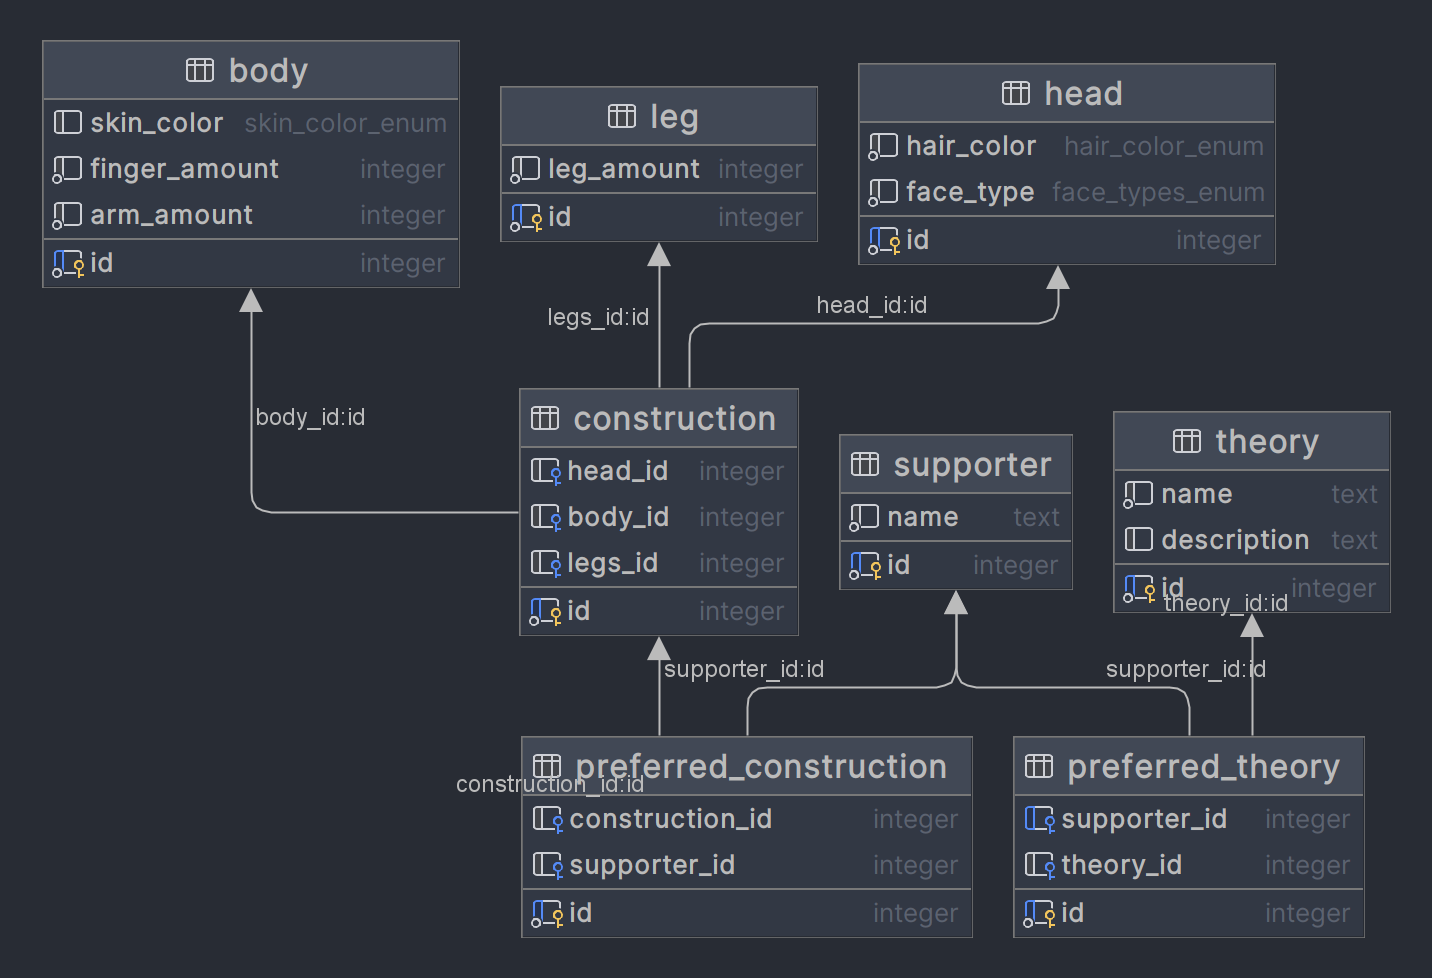 body
skin_color skin_color_enum
finger_amount integer
arm_amount integer
id integer
leg
leg_amount integer
id integer
head
hair_color hair_color_enum
face_type face_types_enum
id integer
legs_id:id
head_id:id
body_id:id
construction
head_id integer
body_id integer
legs_id integer
id integer
supporter
name text
id integer
theory
name text
description text
id integer
theory_id:id
supporter_id:id
supporter_id:id
preferred_construction
construction_id:id
construction_id integer
supporter_id integer
id integer
preferred_theory
supporter_id integer
theory_id integer
id integer